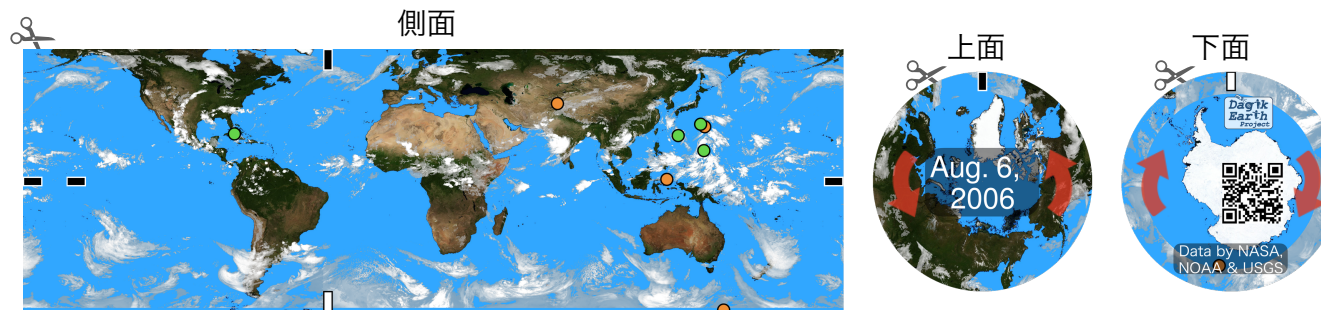 側面
上面
下面
Aug. 6,
2006
Dagik
Earth
Project
Data by NASA,
NOAA & USGS